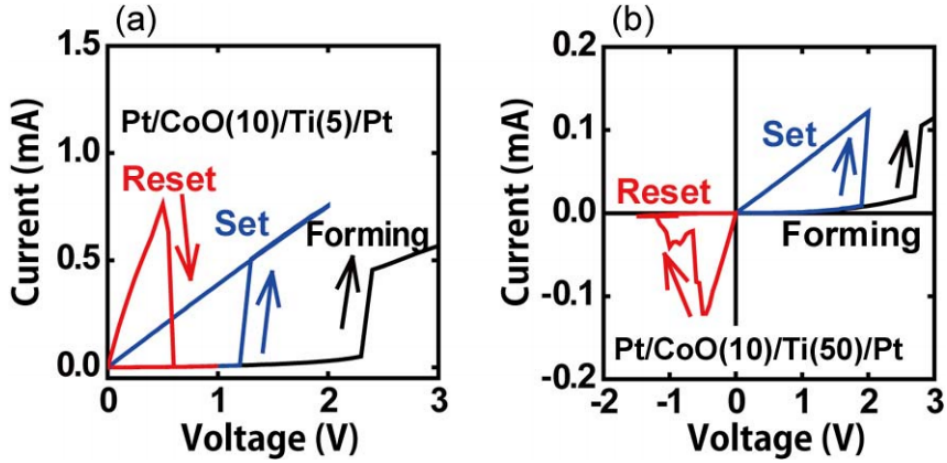 (a)
1.5
1.0
0.5
0.0
Current (mA)
Pt/CoO(10)/Ti(5)/Pt
Reset
Set
Forming
0 1 2 3
Voltage (V)
(b)
0.2
0.1
0.0
-0.1
-0.2
Current (mA)
Set
Reset
Forming
Pt/CoO(10)/Ti(50)/Pt
-2 -1 0 1 2 3
Voltage (V)